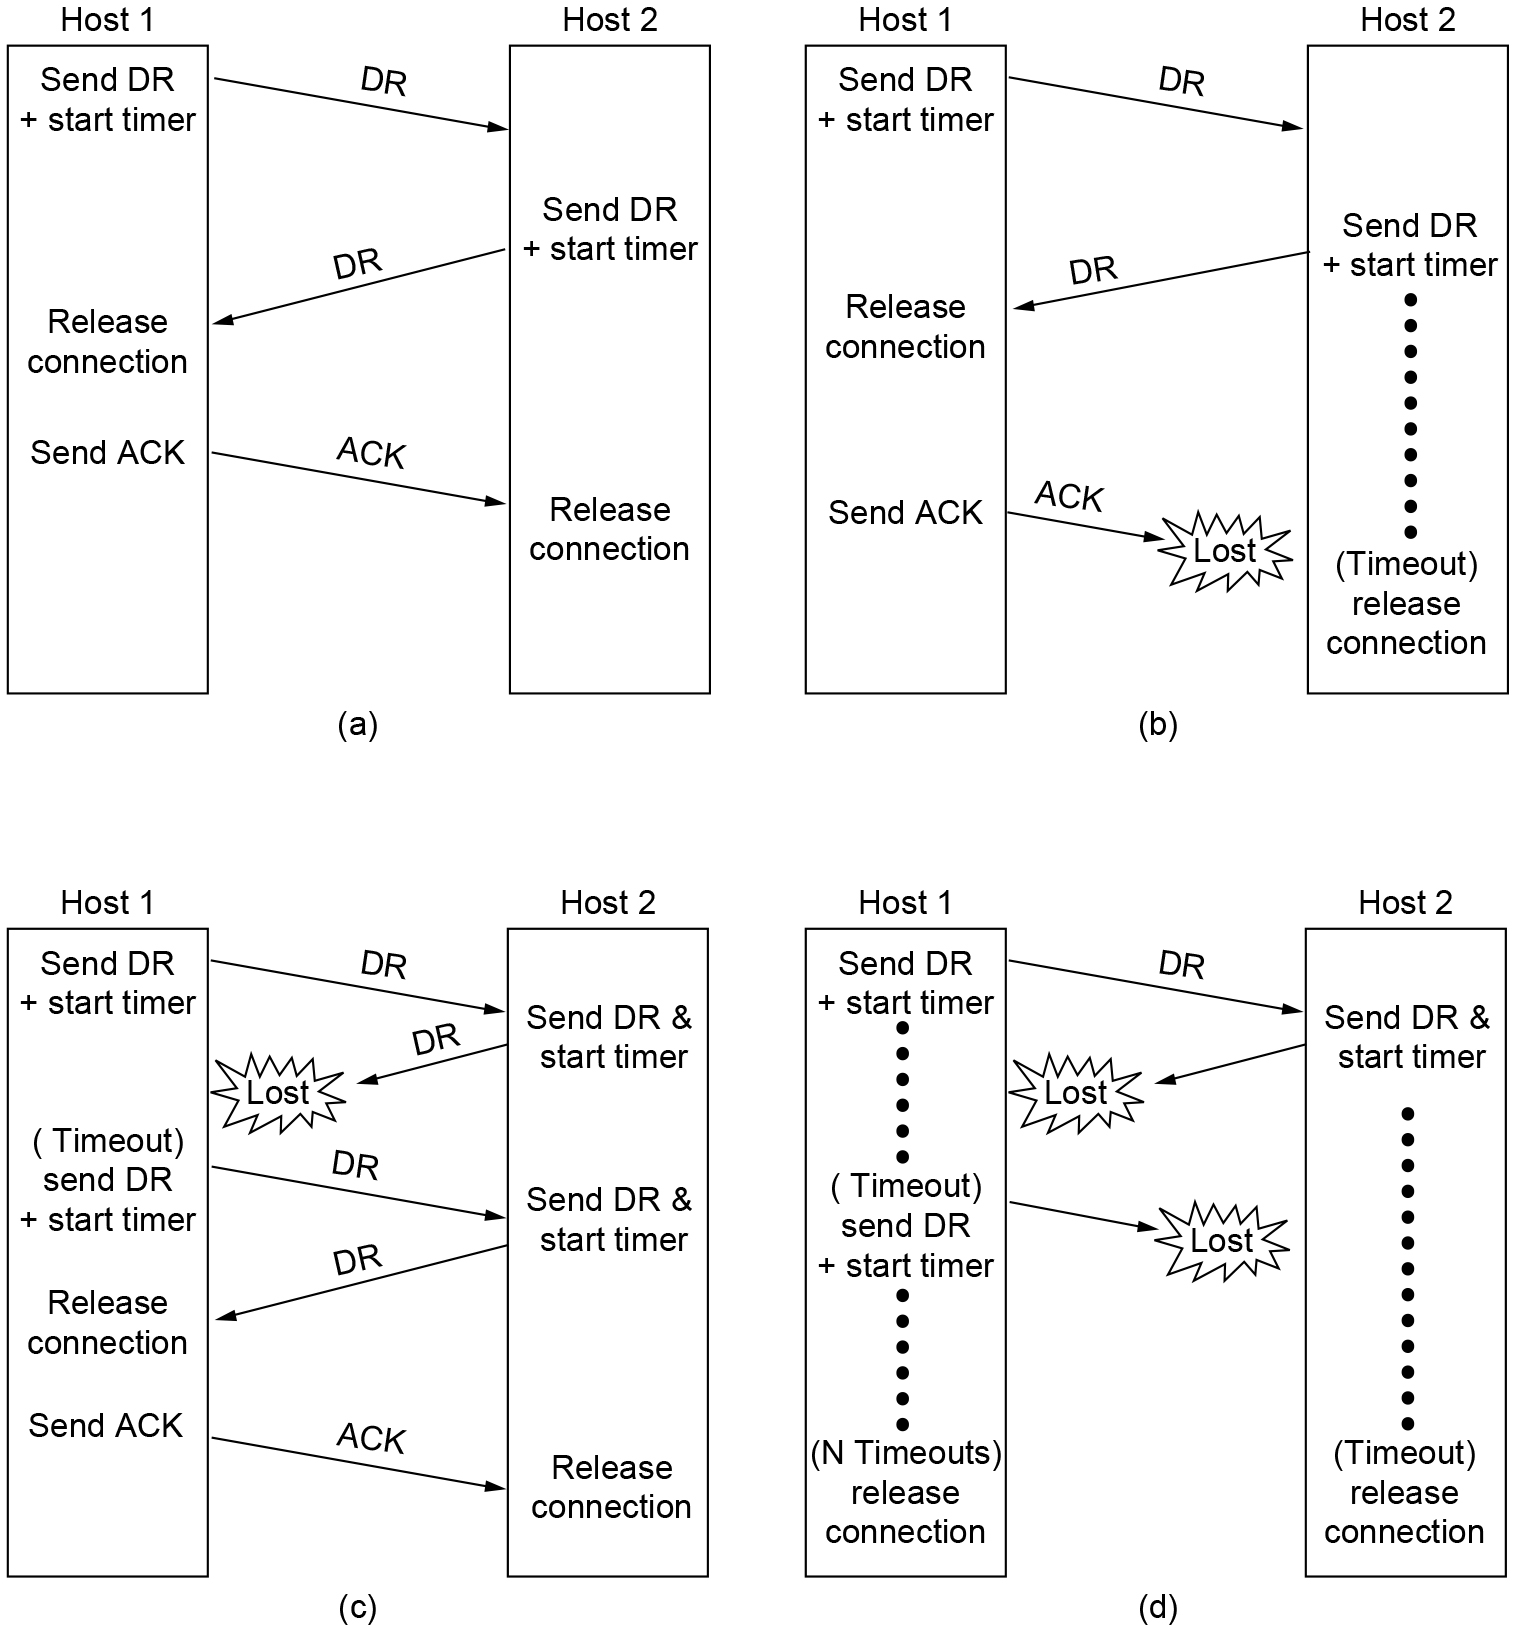 Host 1
Host 2
Send DR
+ start timer
DR
Send DR
+ start timer
DR
Release
connection
Send ACK
ACK
Release
connection
(a)
Host 1
Host 2
Send DR
+ start timer
DR
Send DR
+ start timer
DR
Release
connection
Send ACK
ACK
Lost
(Timeout)
release
connection
(b)
Host 1
Host 2
Send DR
+ start timer
DR
Send DR &
start timer
DR
Lost
( Timeout)
send DR
+ start timer
DR
Send DR &
start timer
DR
Release
connection
Send ACK
ACK
Release
connection
(c)
Host 1
Host 2
Send DR
+ start timer
DR
Send DR &
start timer
Lost
( Timeout)
send DR
+ start timer
Lost
(N Timeouts)
release
connection
(Timeout)
release
connection
(d)